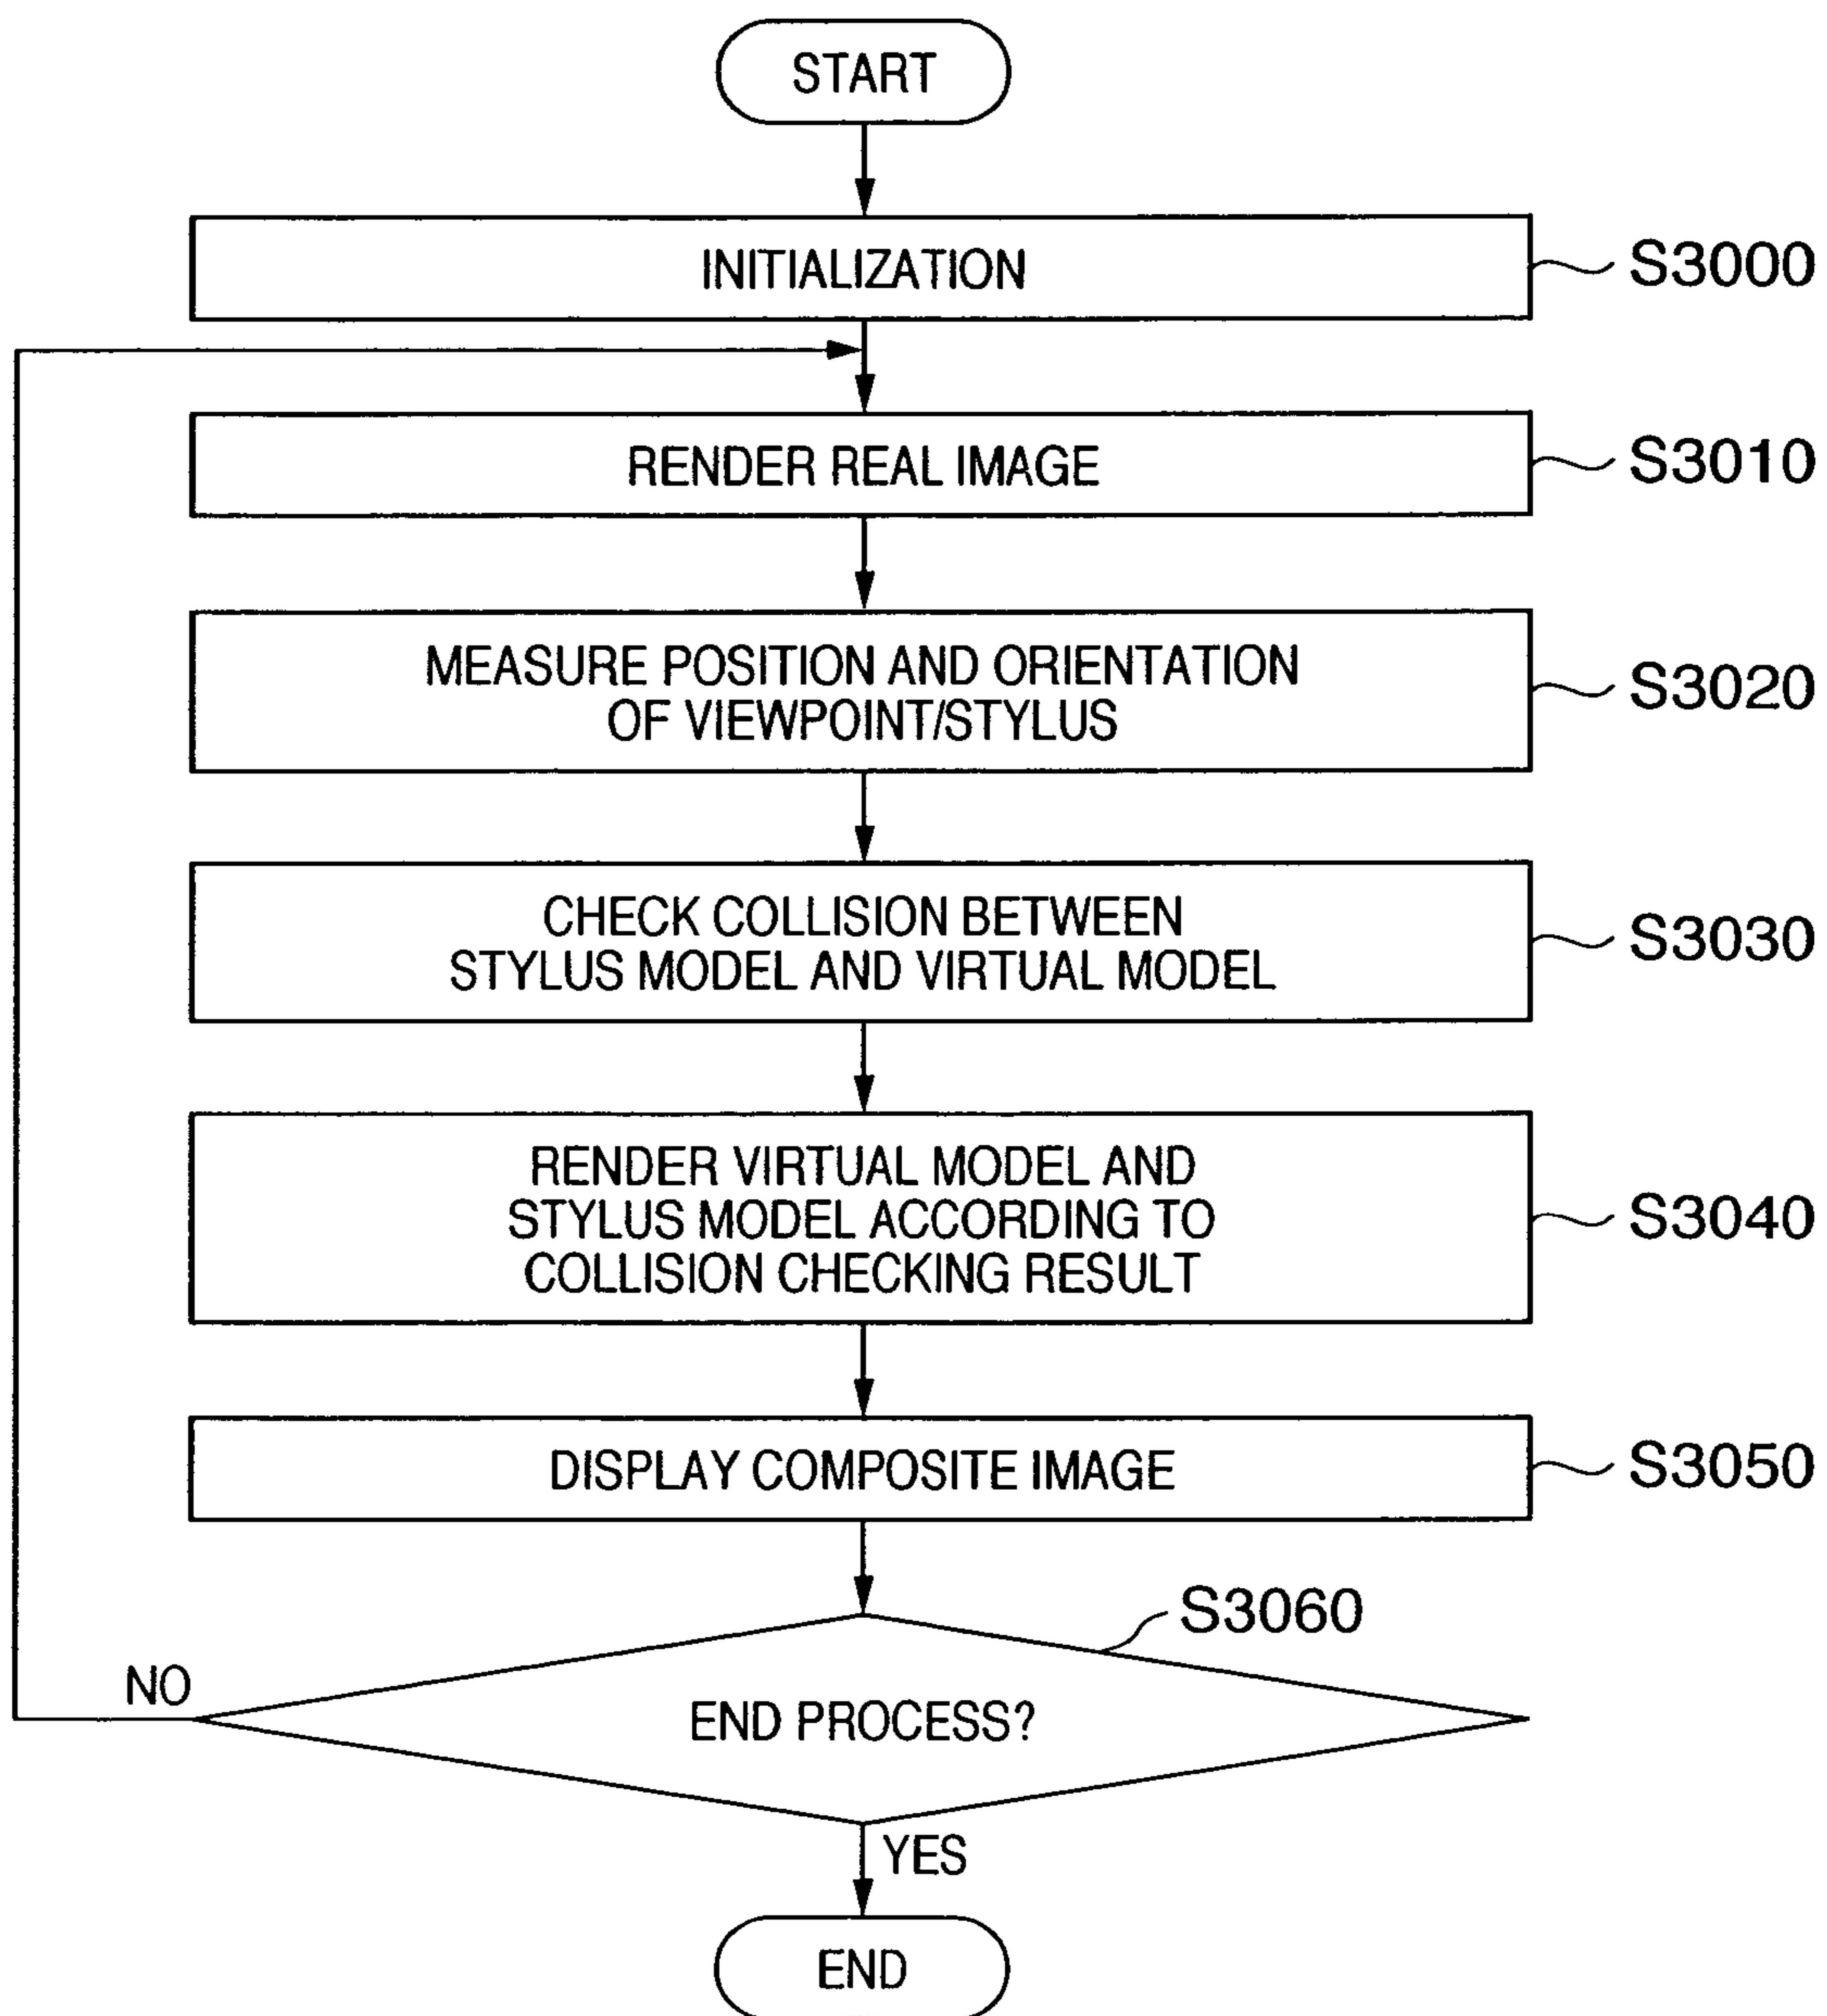 START
INITIALIZATION
S3000
RENDER REAL IMAGE
S3010
MEASURE POSITION AND ORIENTATION
OF VIEWPOINT/STYLUS
S3020
CHECK COLLISION BETWEEN
STYLUS MODEL AND VIRTUAL MODEL
S3030
RENDER VIRTUAL MODEL AND
STYLUS MODEL ACCORDING TO
COLLISION CHECKING RESULT
S3040
DISPLAY COMPOSITE IMAGE
S3050
S3060
NO
END PROCESS?
YES
END